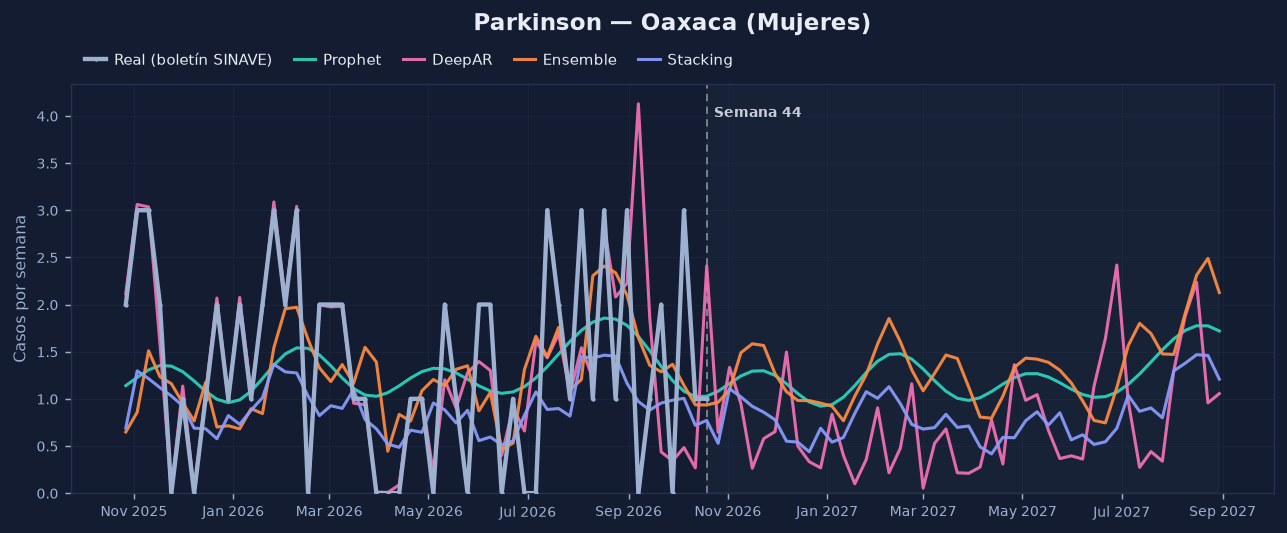 Parkinson — Oaxaca (Mujeres)
Real (boletín SINAVE) Prophet DeepAR Ensemble Stacking
Semana 44
Casos por semana
4.0
3.5
3.0
2.5
2.0
1.5
1.0
0.5
0.0
Nov 2025 Jan 2026 Mar 2026 May 2026 Jul 2026 Sep 2026 Nov 2026 Jan 2027 Mar 2027 May 2027 Jul 2027 Sep 2027